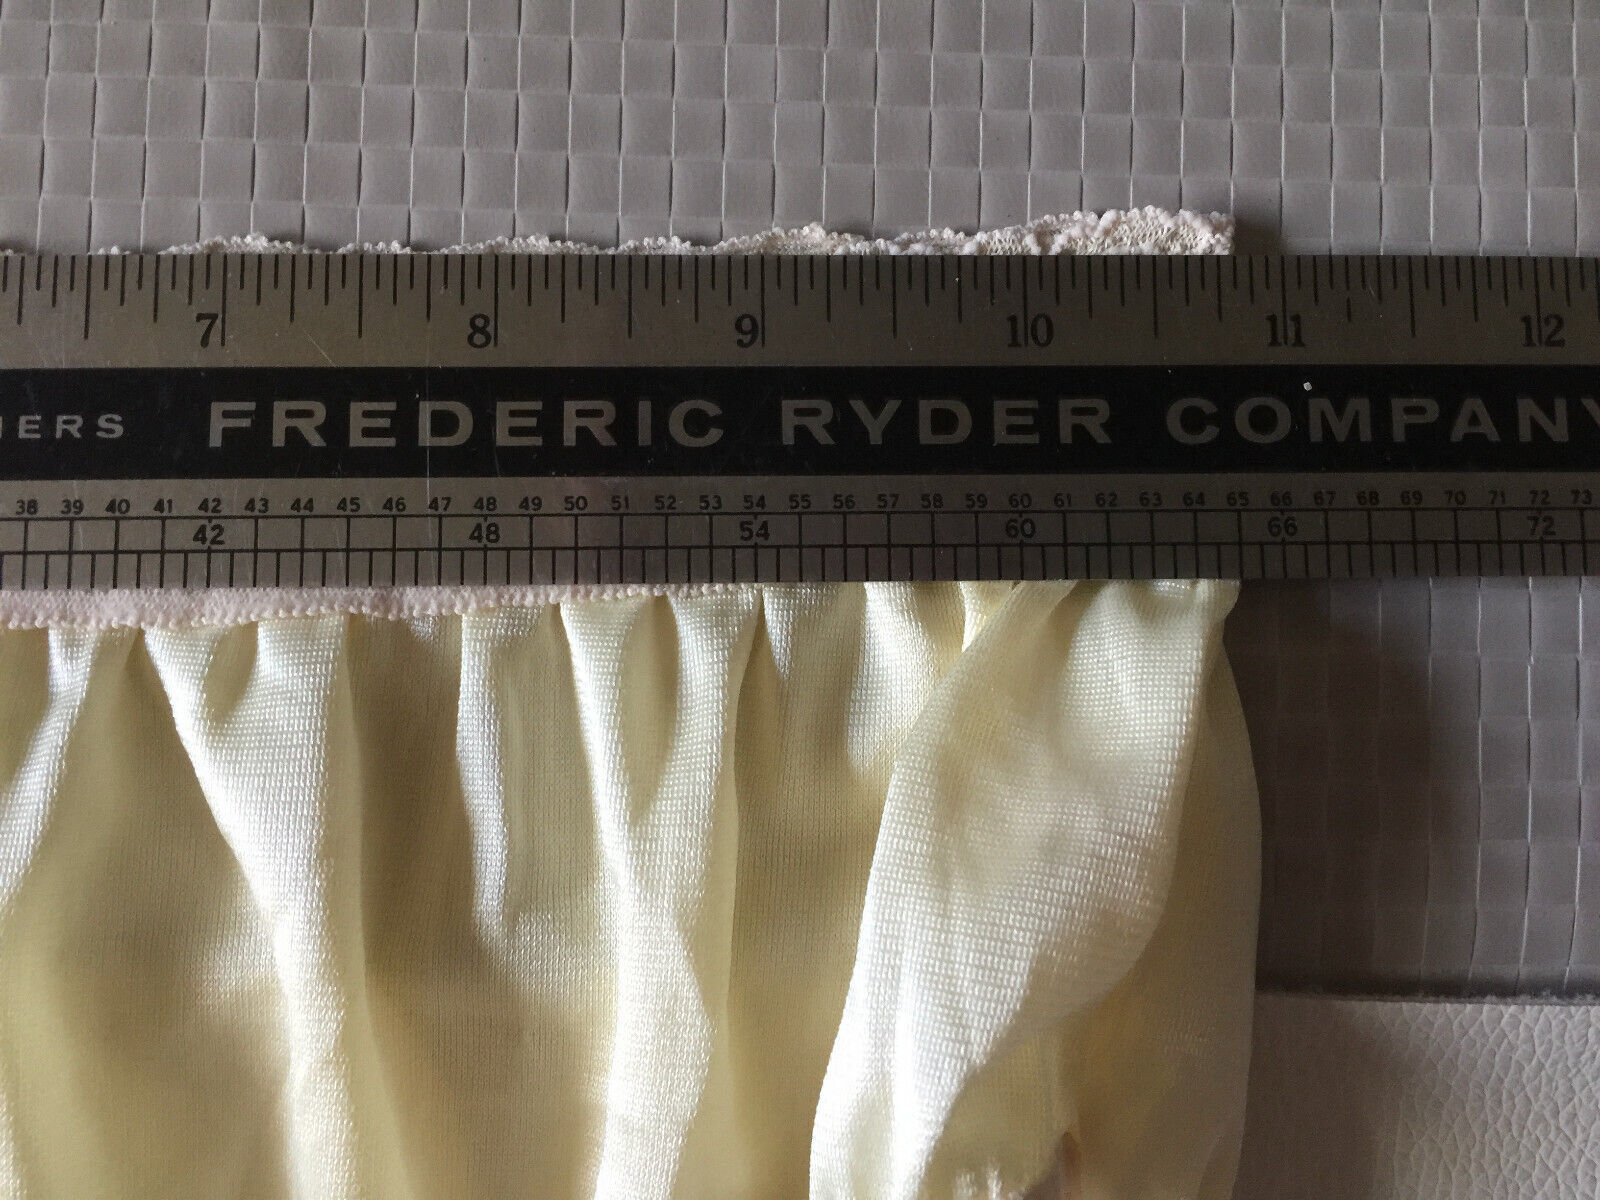 7 8 9 10 11 12
ERS FREDERIC RYDER COMPANY
38 39 40 41 42 43 44 45 46 47 48 49 50 51 52 53 54 55 56 57 58 59 60 61 62 63 64 65 66 67 68 69 70 71 72 73
42 48 54 60 66 72